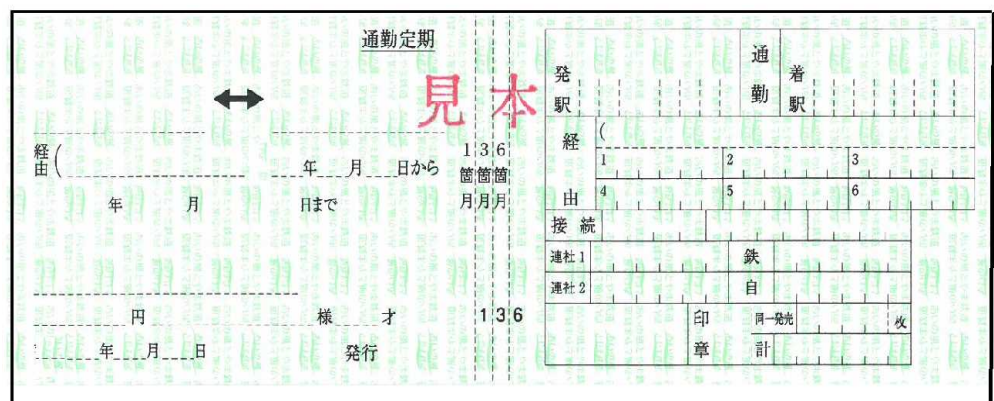 通勤定期
見本
経由(
年 月 日から
1 3 6
箇箇箇
月月月
年 月 日まで
円 様 才 1 3 6
年 月 日 発行
発駅 通勤 着駅
経由 (
1 2 3
4 5 6
接続
連社1 鉄
連社2 自
印章 同一発売 枚
計